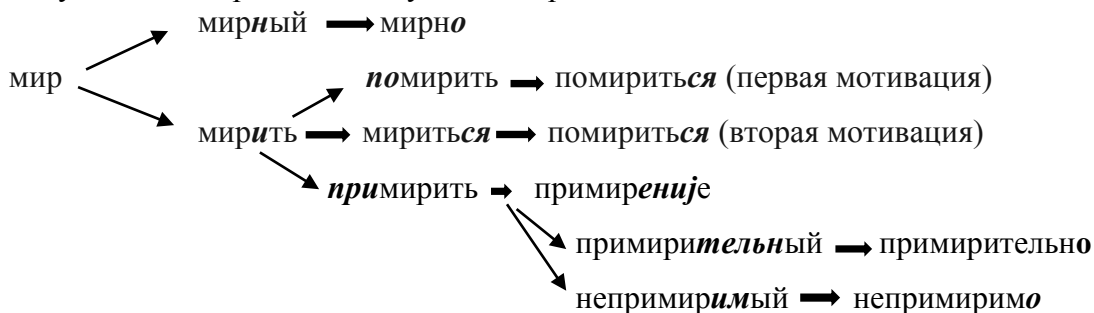 мирный мирно
мир помирить помириться (первая мотивация)
мирить мириться помириться (вторая мотивация)
примирить примирениjе
примирительный примирительно
непримиримый непримиримо